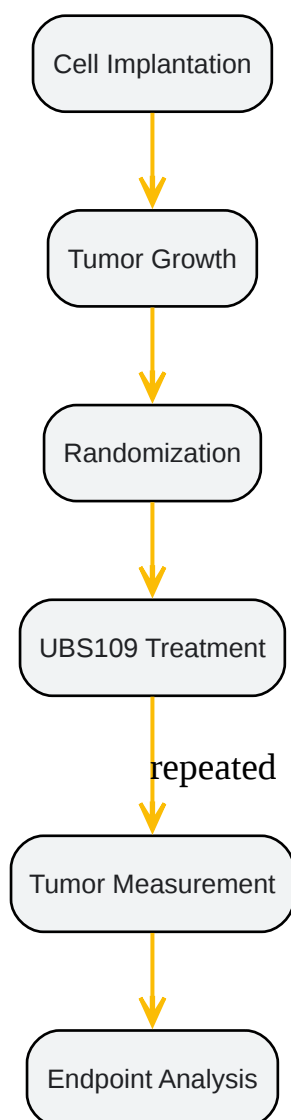 Cell Implantation
Tumor Growth
Randomization
UBS109 Treatment
repeated
Tumor Measurement
Endpoint Analysis